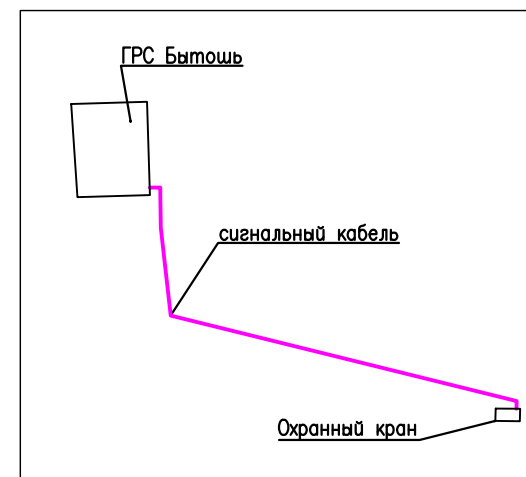 ГРС Бытошь
сигнальный кабель
Охранный кран